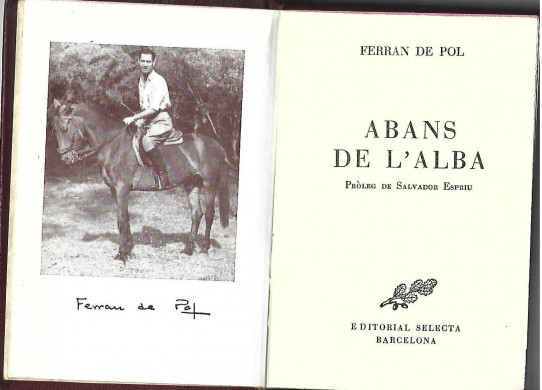 Ferran de Pol
FERRAN DE POL
ABANS
DE L'ALBA
PRÒLEG DE SALVADOR ESPRIU
EDITORIAL SELECTA
BARCELONA